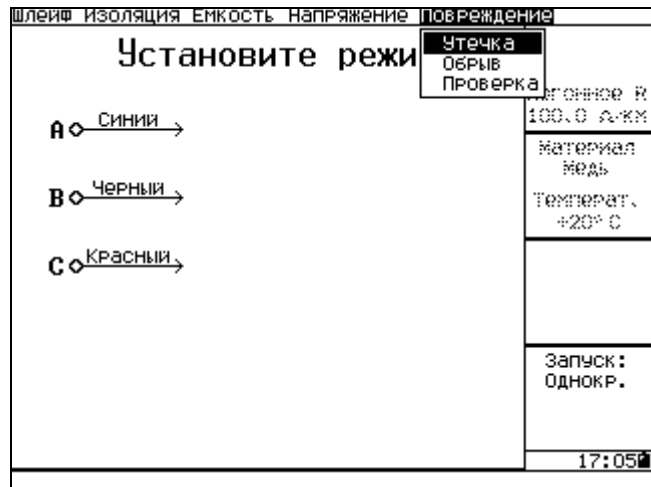 Шлейф Изоляция Емкость Напряжение Повреждение
Установите режи
Утечка
Обрыв
Проверка
100.0 Ω/км
Материал
Медь
Температ.
+20° C
A Синий
B Черный
C Красный
Запуск:
Однокр.
17:05